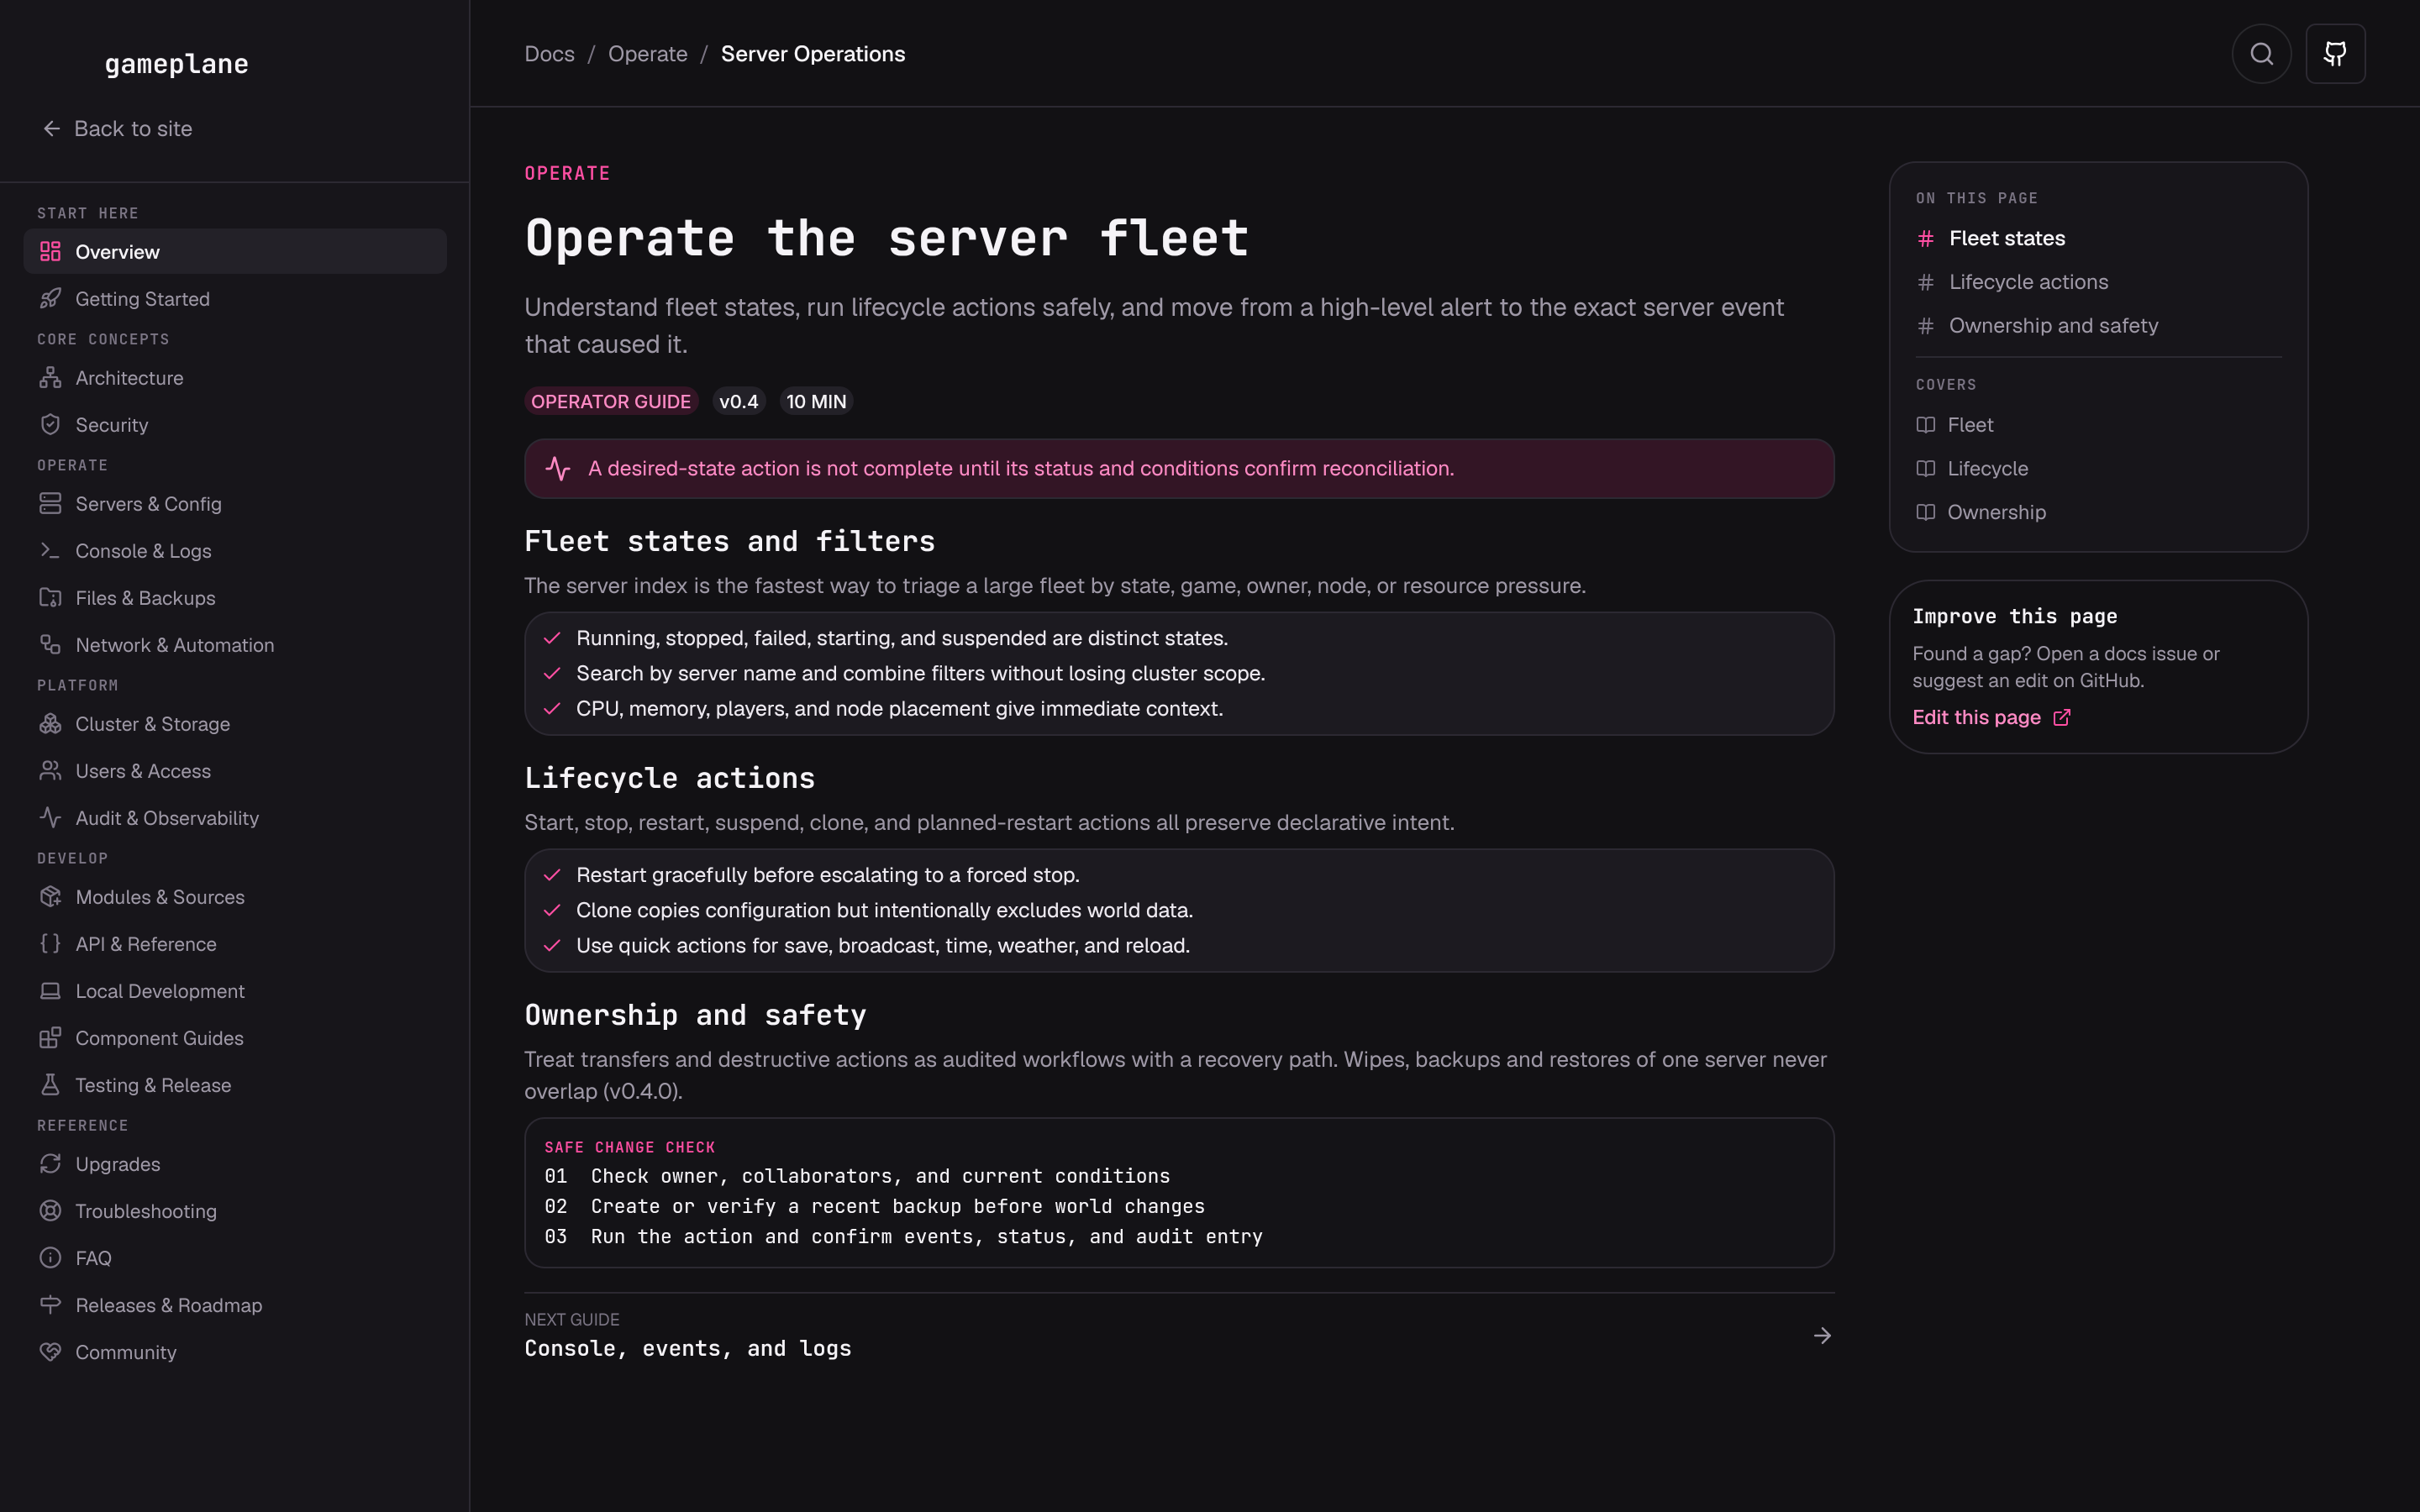 gameplane
Back to site
START HERE
Overview
Getting Started
CORE CONCEPTS
Architecture
Security
OPERATE
Servers & Config
Console & Logs
Files & Backups
Network & Automation
PLATFORM
Cluster & Storage
Users & Access
Audit & Observability
DEVELOP
Modules & Sources
API & Reference
Local Development
Component Guides
Testing & Release
REFERENCE
Upgrades
Troubleshooting
FAQ
Releases & Roadmap
Community
Docs / Operate / Server Operations
OPERATE
Operate the server fleet
Understand fleet states, run lifecycle actions safely, and move from a high-level alert to the exact server event
that caused it.
OPERATOR GUIDE v0.4 10 MIN
A desired-state action is not complete until its status and conditions confirm reconciliation.
Fleet states and filters
The server index is the fastest way to triage a large fleet by state, game, owner, node, or resource pressure.
Running, stopped, failed, starting, and suspended are distinct states.
Search by server name and combine filters without losing cluster scope.
CPU, memory, players, and node placement give immediate context.
Lifecycle actions
Start, stop, restart, suspend, clone, and planned-restart actions all preserve declarative intent.
Restart gracefully before escalating to a forced stop.
Clone copies configuration but intentionally excludes world data.
Use quick actions for save, broadcast, time, weather, and reload.
Ownership and safety
Treat transfers and destructive actions as audited workflows with a recovery path. Wipes, backups and restores of one server never
overlap (v0.4.0).
SAFE CHANGE CHECK
01 Check owner, collaborators, and current conditions
02 Create or verify a recent backup before world changes
03 Run the action and confirm events, status, and audit entry
NEXT GUIDE
Console, events, and logs
ON THIS PAGE
# Fleet states
# Lifecycle actions
# Ownership and safety
COVERS
Fleet
Lifecycle
Ownership
Improve this page
Found a gap? Open a docs issue or
suggest an edit on GitHub.
Edit this page